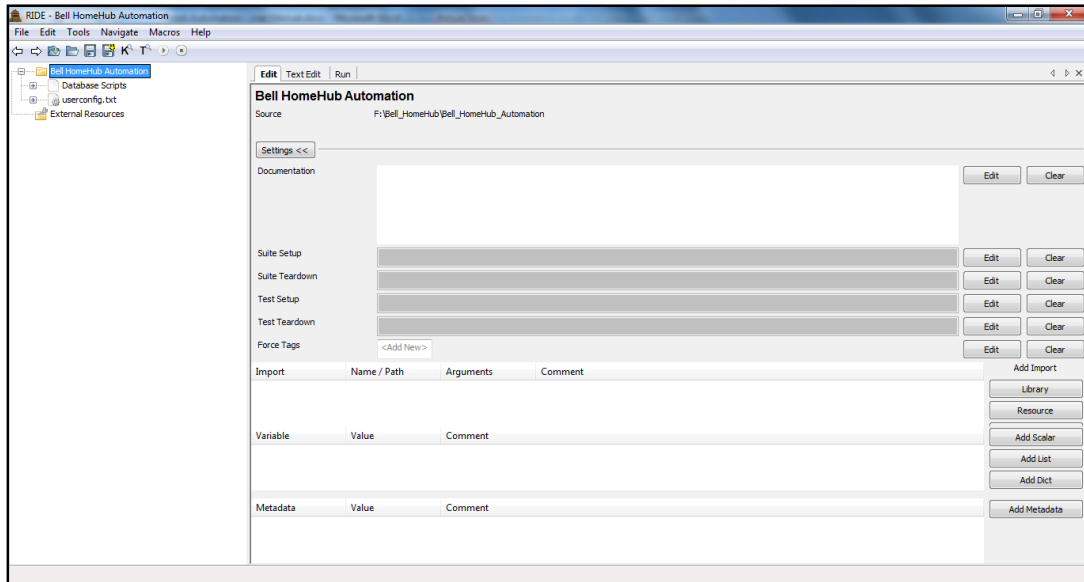 RIDE - Bell HomeHub Automation
File Edit Tools Navigate Macros Help
Bell HomeHub Automation
Database Scripts
userconfig.txt
External Resources
Edit Text Edit Run
Bell HomeHub Automation
Source F:\Bell_HomeHub\Bell_HomeHub_Automation
Settings <<
Documentation Edit Clear
Suite Setup Edit Clear
Suite Teardown Edit Clear
Test Setup Edit Clear
Test Teardown Edit Clear
Force Tags <Add New> Edit Clear
Import Name / Path Arguments Comment Add Import
Library
Resource
Variable Value Comment Add Scalar
Add List
Add Dict
Metadata Value Comment Add Metadata